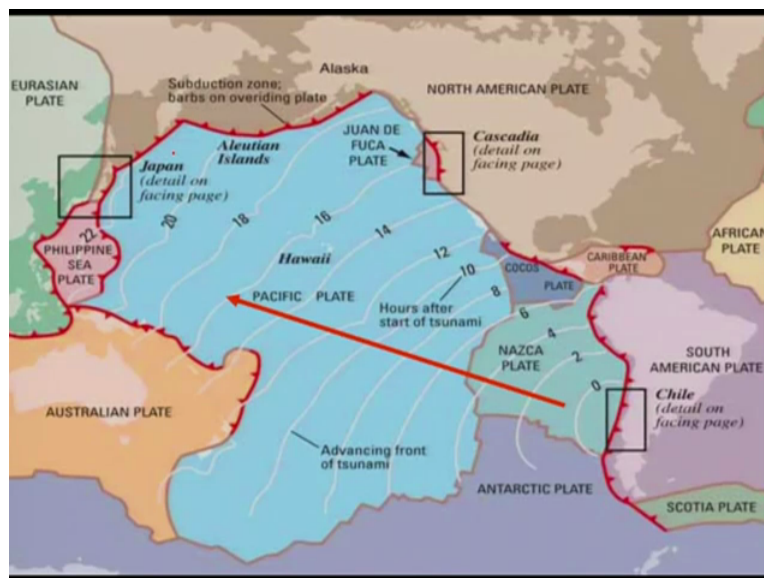 Alaska
Subduction zone;
barbs on overiding plate
EURASIAN
PLATE
NORTH AMERICAN PLATE
Aleutian
Islands
JUAN DE
FUCA
PLATE
Cascadia
(detail on
facing page)
Japan
(detail on
facing page)
22
20
18
16
14
12
10
8
6
4
2
0
PHILIPPINE
SEA
PLATE
Hawaii
PACIFIC PLATE
Hours after
start of tsunami
COCOS
PLATE
CARIBBEAN
PLATE
AFRICAN
PLATE
NAZCA
PLATE
SOUTH
AMERICAN PLATE
Chile
(detail on
facing page)
AUSTRALIAN PLATE
Advancing front
of tsunami
ANTARCTIC PLATE
SCOTIA PLATE